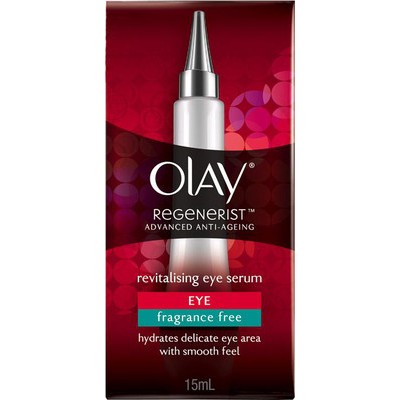 OLAY®
REGENERIST™
ADVANCED ANTI-AGEING
revitalising eye serum
EYE
fragrance free
hydrates delicate eye area
with smooth feel
15mL